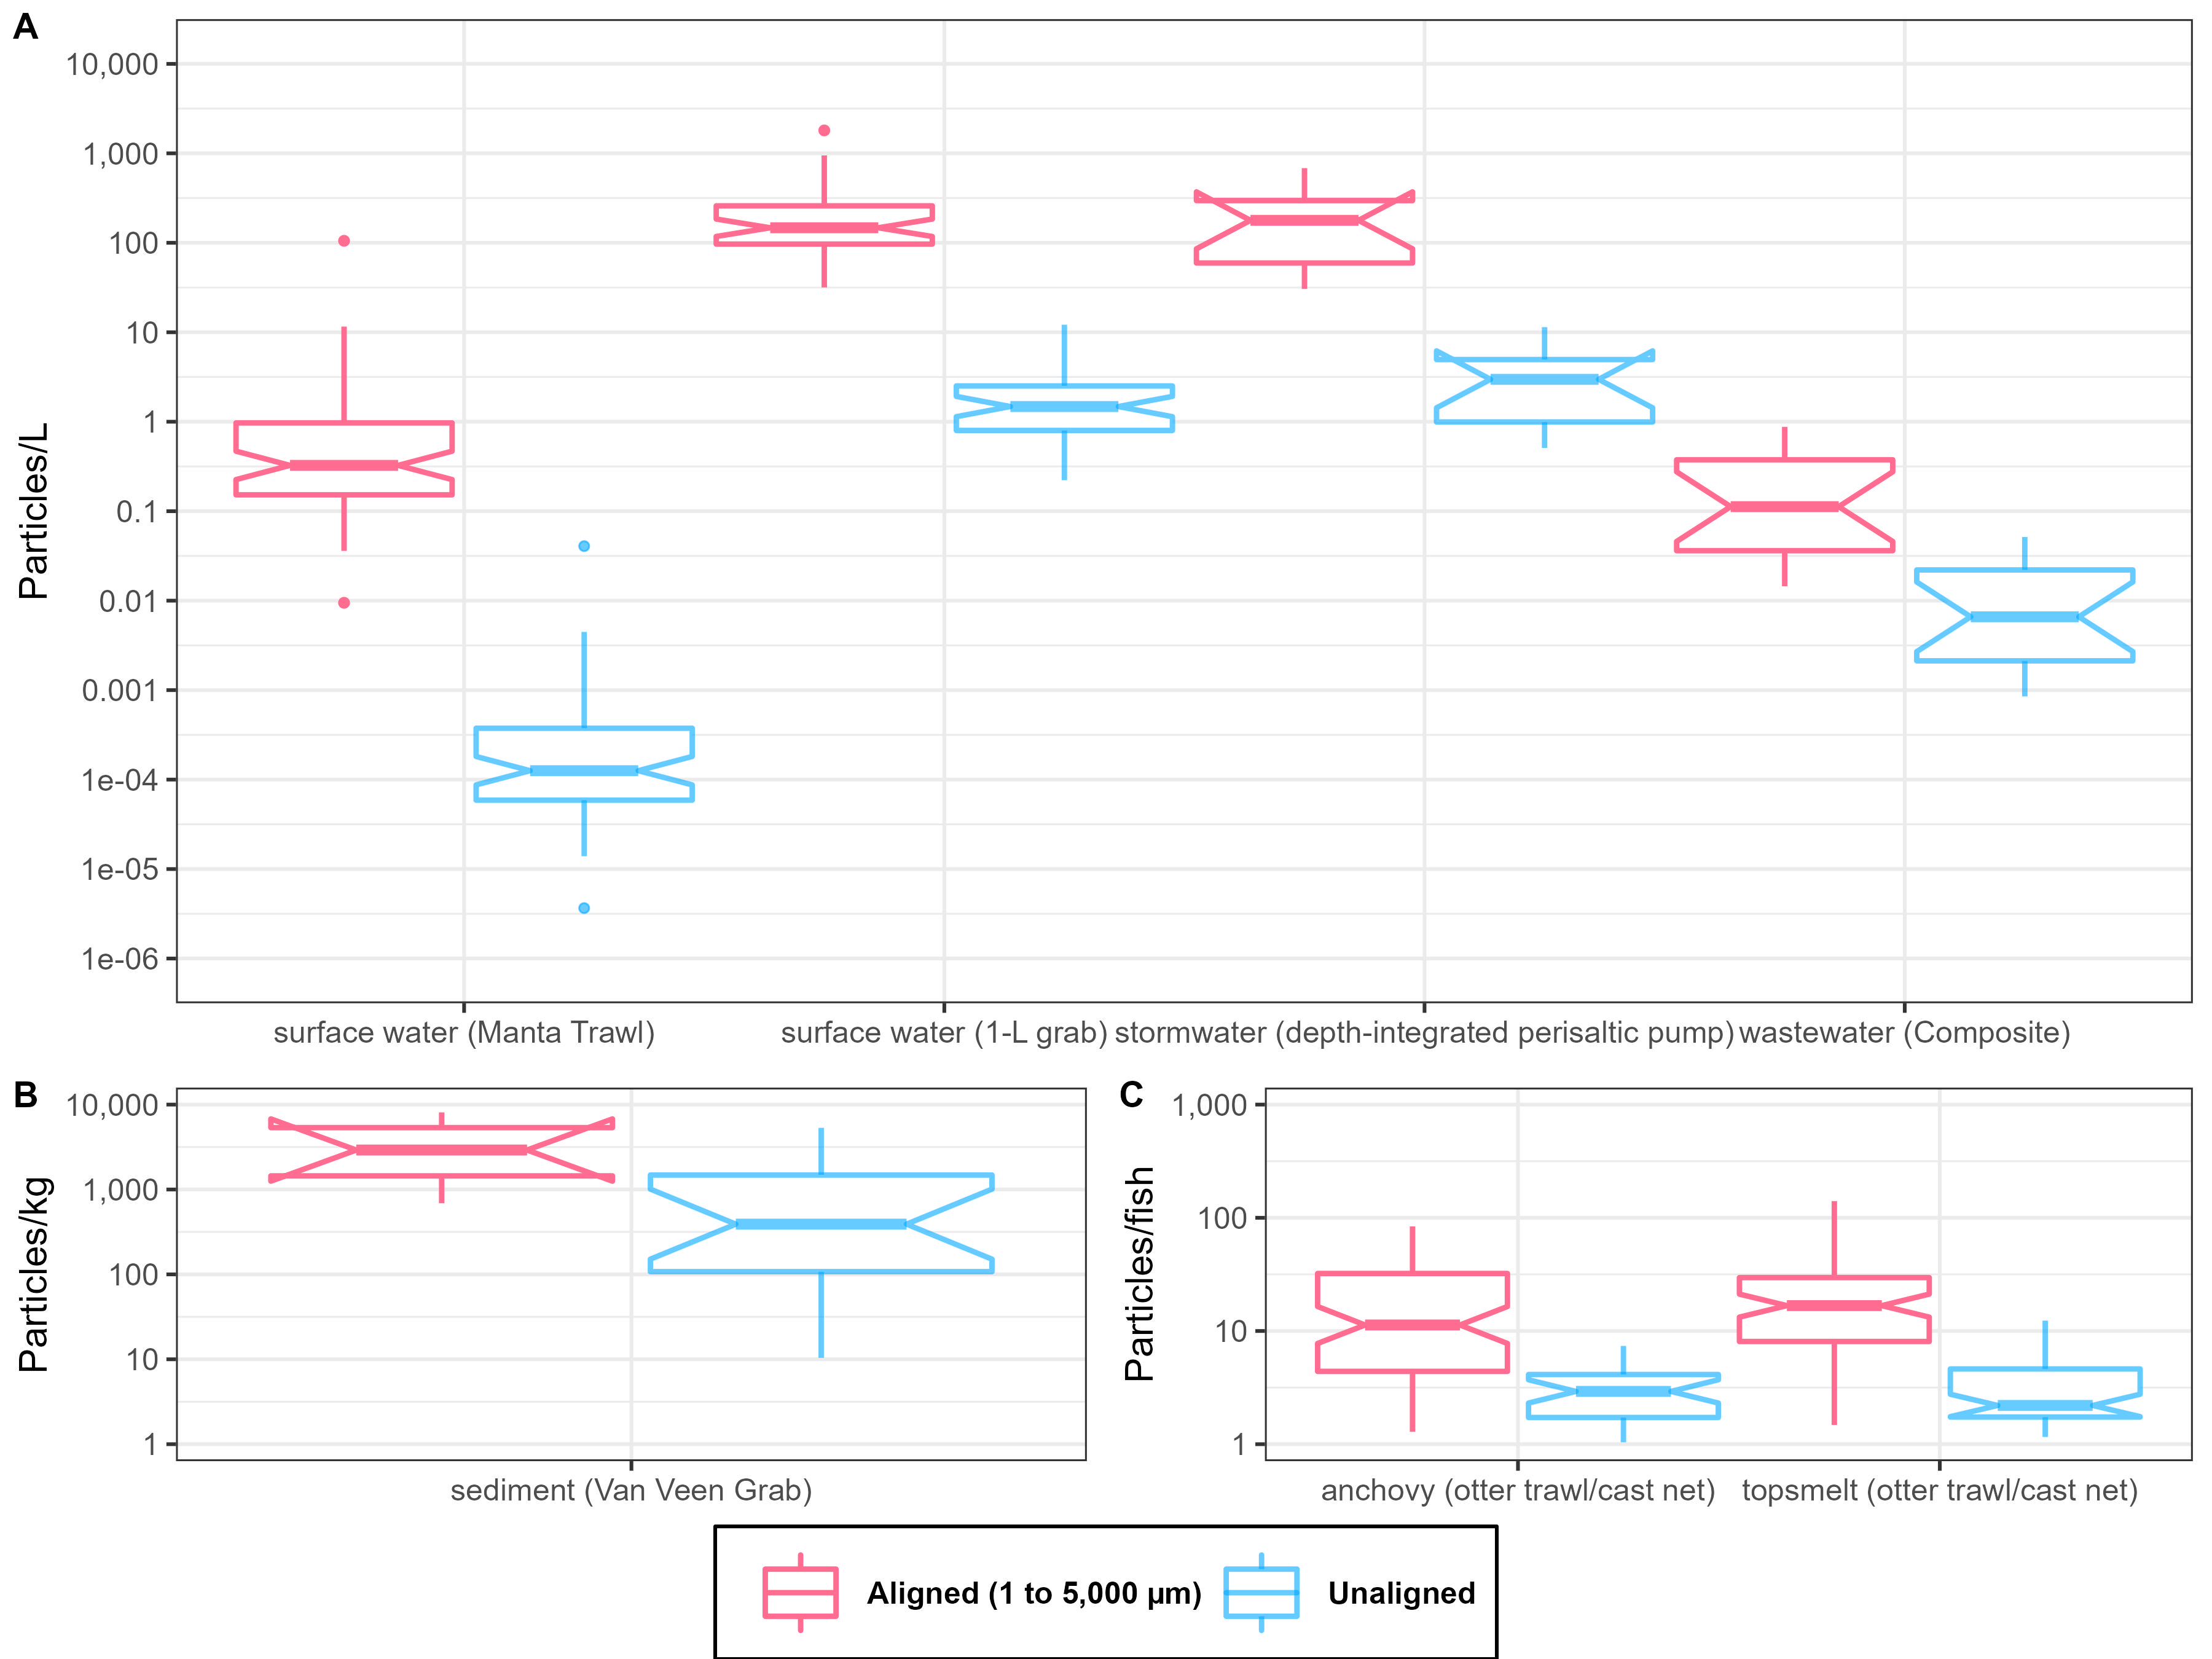 A
10,000
1,000
100
10
1
0.1
0.01
0.001
1e-04
1e-05
1e-06
Particles/L
surface water (Manta Trawl)
surface water (1-L grab)
stormwater (depth-integrated perisaltic pump)
wastewater (Composite)
B
10,000
1,000
100
10
1
Particles/kg
sediment (Van Veen Grab)
C
1,000
100
10
1
Particles/fish
anchovy (otter trawl/cast net)
topsmelt (otter trawl/cast net)
Aligned (1 to 5,000 µm)
Unaligned